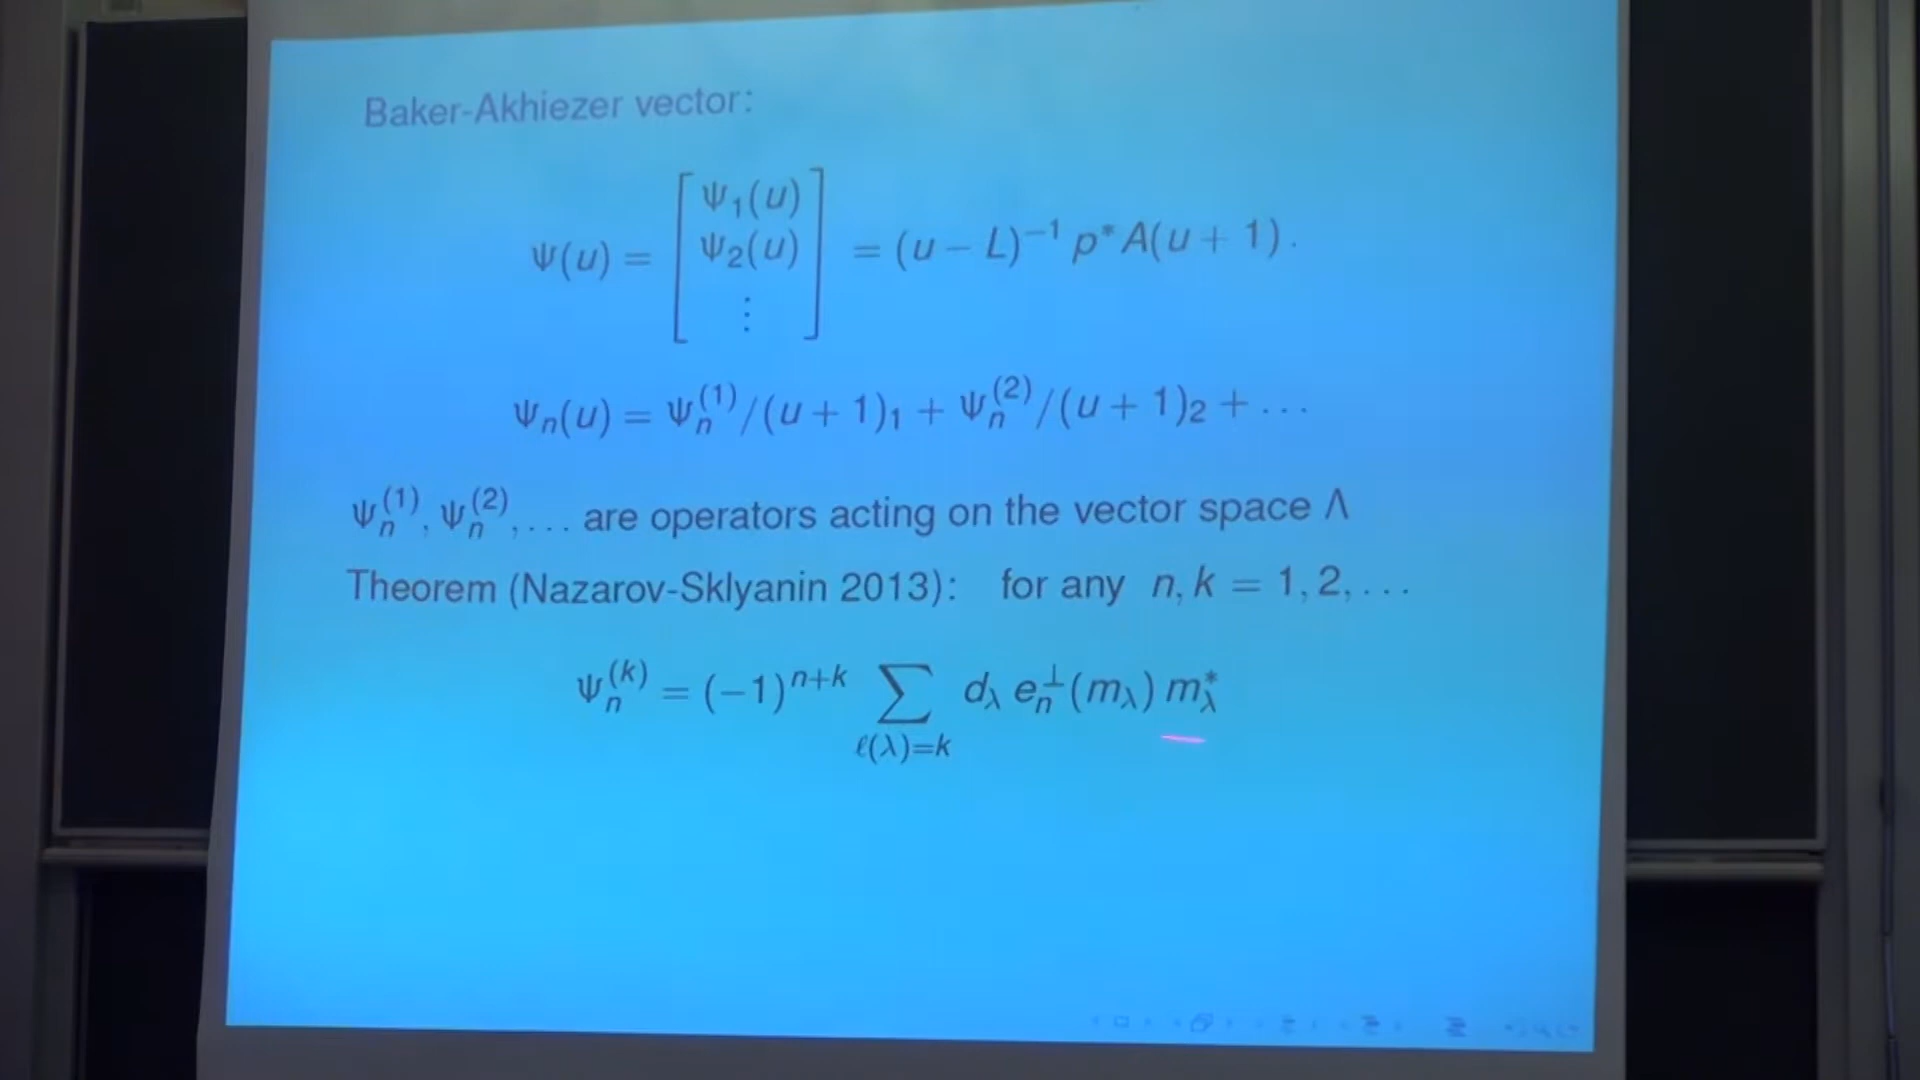 Baker-Akhiezer vector:
Ψ(u) = [ Ψ₁(u) Ψ₂(u) ⋮ ] = (u − L)⁻¹ p* A(u + 1).
Ψₙ(u) = Ψₙ⁽¹⁾/(u + 1)₁ + Ψₙ⁽²⁾/(u + 1)₂ + ...
Ψₙ⁽¹⁾, Ψₙ⁽²⁾, ... are operators acting on the vector space Λ
Theorem (Nazarov-Sklyanin 2013): for any n, k = 1, 2, ...
Ψₙ⁽ᵏ⁾ = (−1)ⁿ⁺ᵏ ∑_{ℓ(λ)=k} d_λ eₙ^⊥(m_λ) m_λ^*